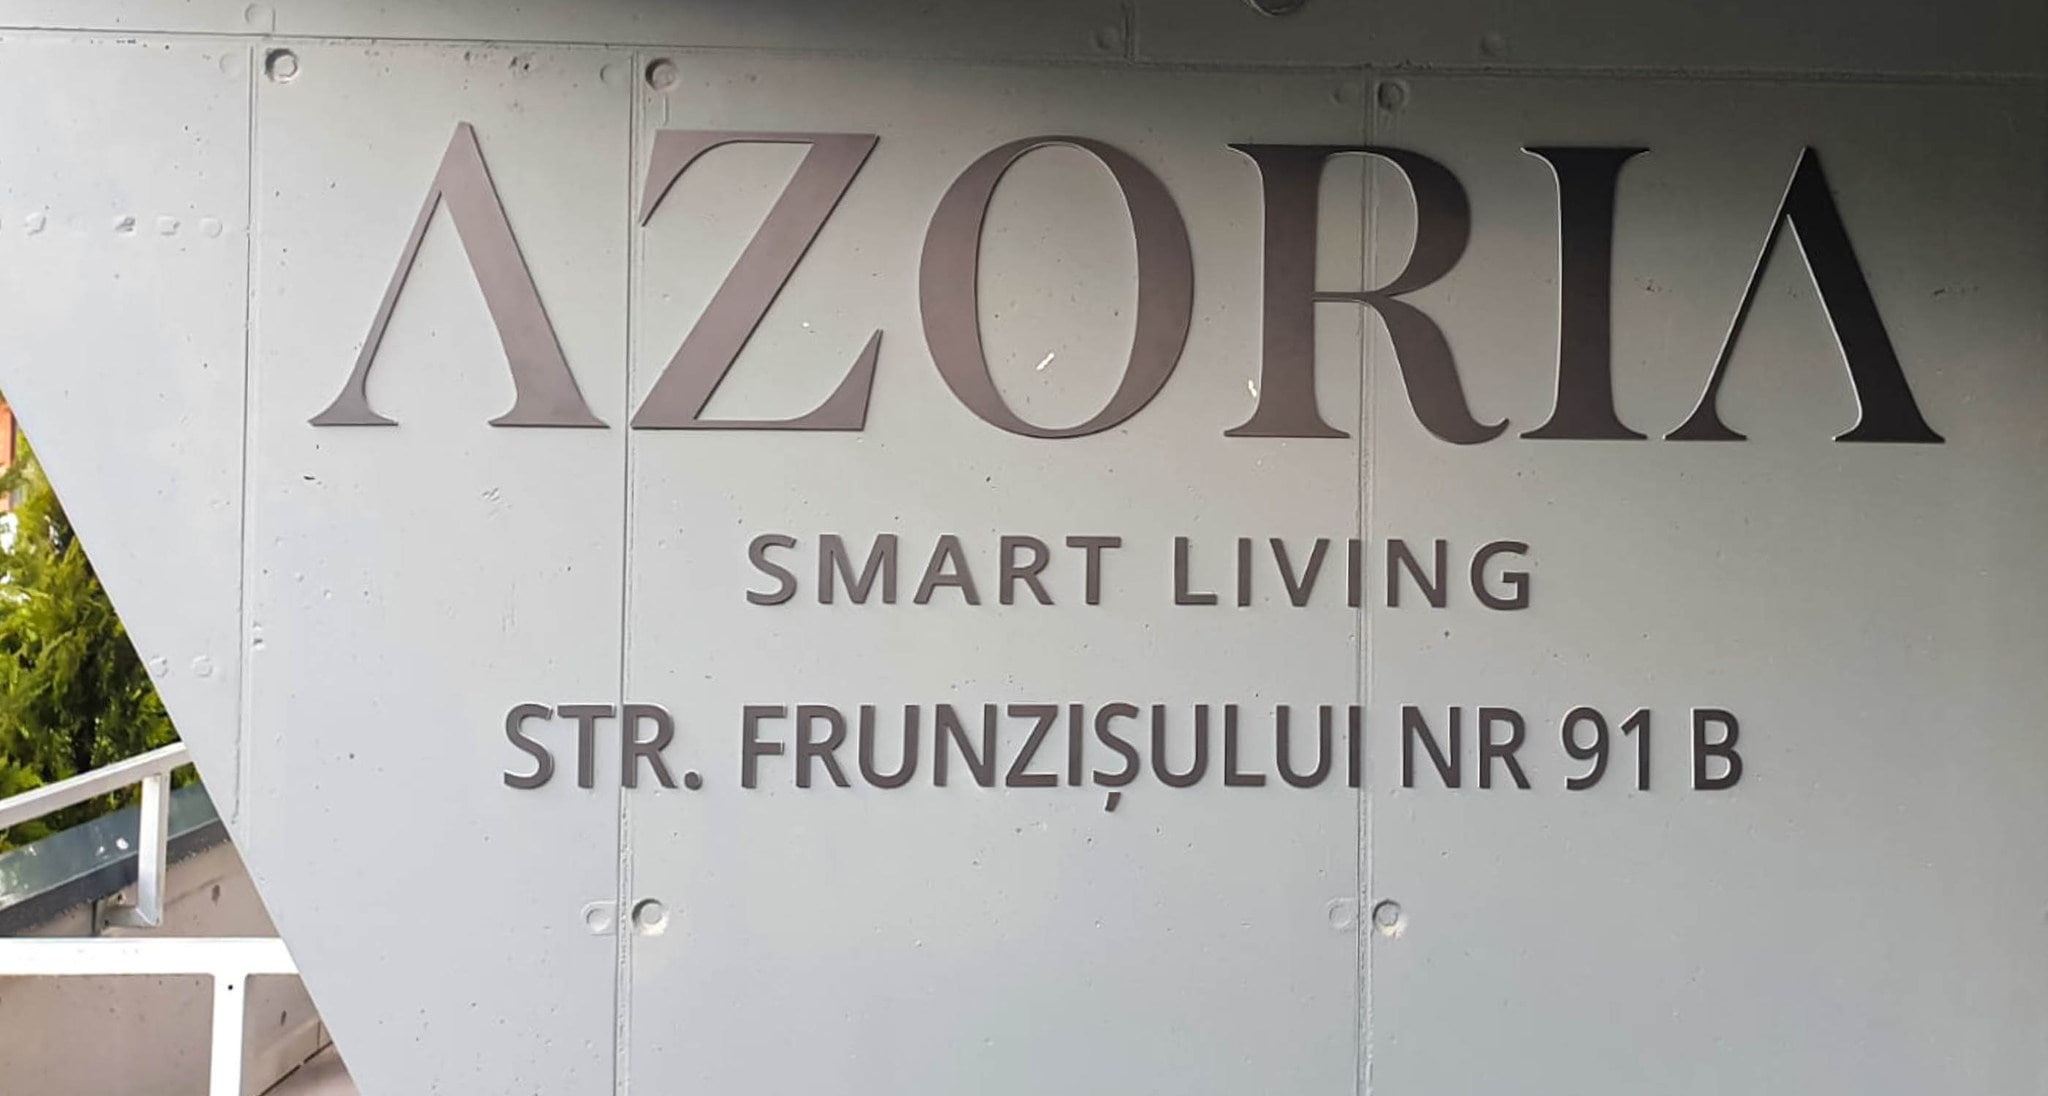 AZORIA
SMART LIVING
STR. FRUNZIȘULUI NR 91 B